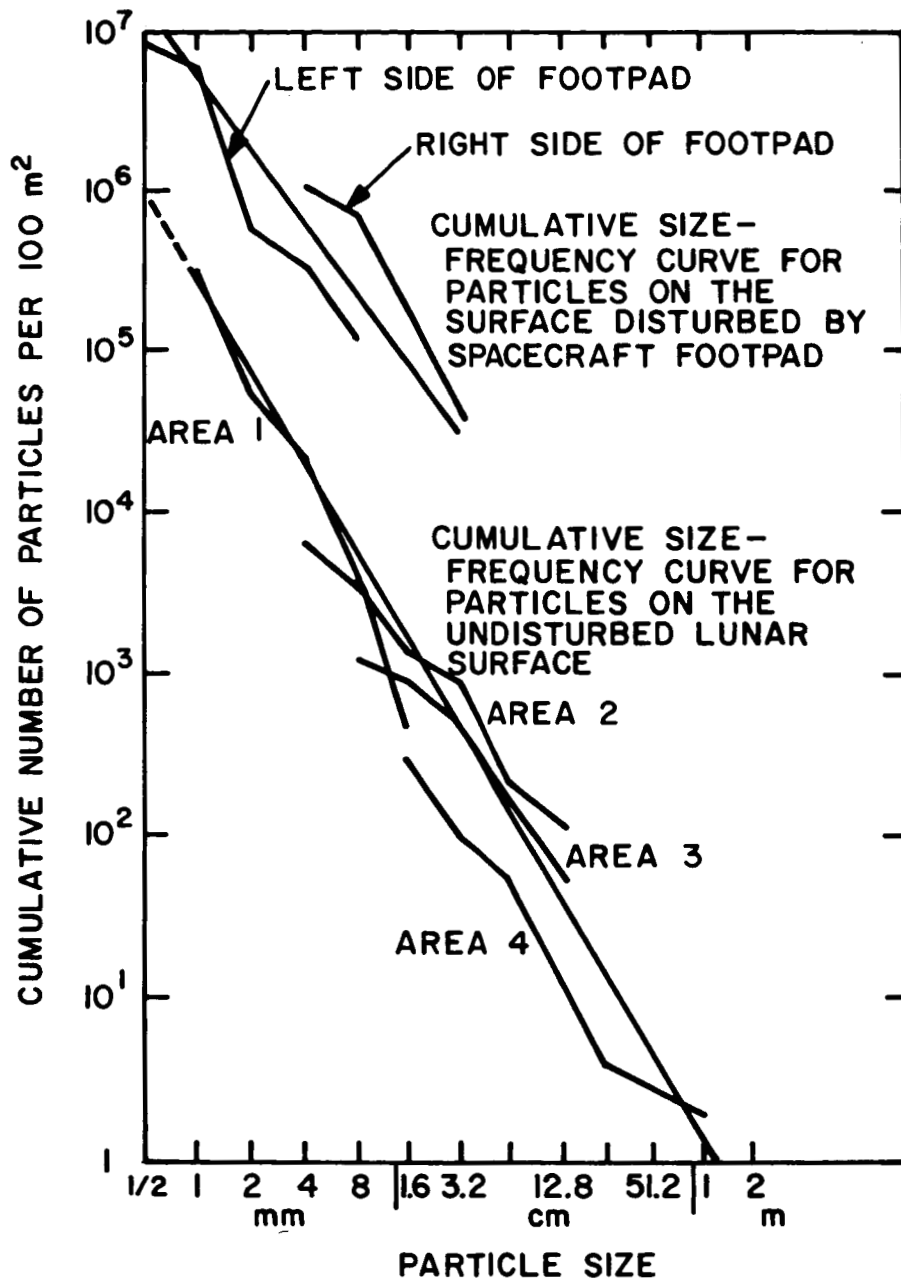 CUMULATIVE NUMBER OF PARTICLES PER 100 m²
10⁷
10⁶
10⁵
10⁴
10³
10²
10¹
1
LEFT SIDE OF FOOTPAD
RIGHT SIDE OF FOOTPAD
CUMULATIVE SIZE–
FREQUENCY CURVE FOR
PARTICLES ON THE
SURFACE DISTURBED BY
SPACECRAFT FOOTPAD
AREA 1
CUMULATIVE SIZE–
FREQUENCY CURVE FOR
PARTICLES ON THE
UNDISTURBED LUNAR
SURFACE
AREA 2
AREA 3
AREA 4
1/2 1 2 4 8 1.6 3.2 12.8 51.2 1 2
mm cm m
PARTICLE SIZE